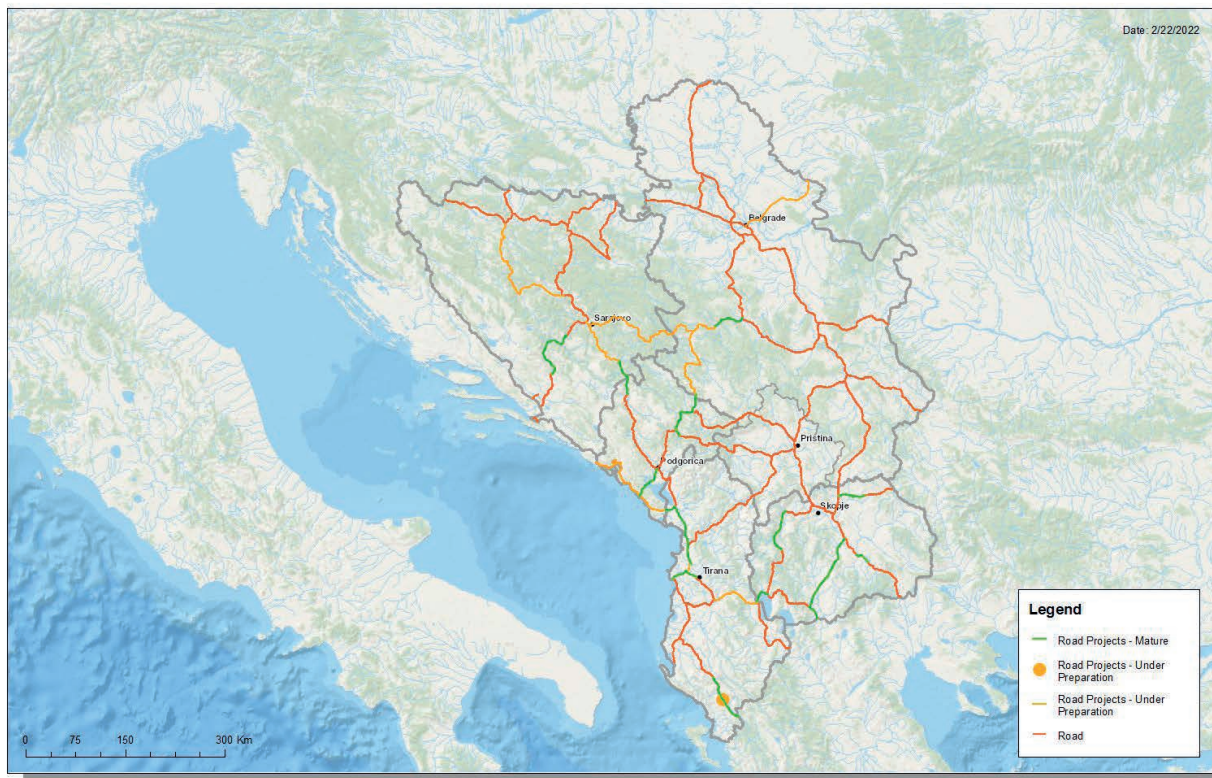 Date: 2/22/2022
Belgrade
Sarajevo
Pristina
Podgorica
Skopje
Tirana
Legend
Road Projects - Mature
Road Projects - Under
Preparation
Road Projects - Under
Preparation
Road
0 75 150 300 Km